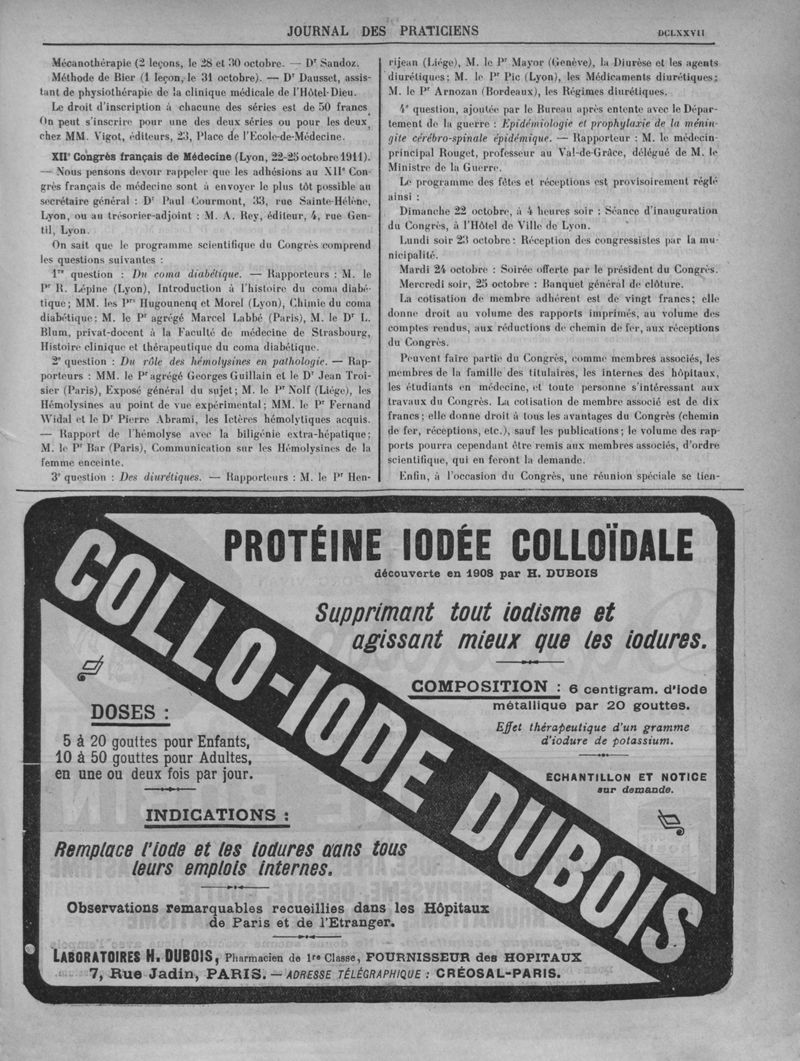 JOURNAL DES PRATICIENS
DCLXXVII
Mécanothérapie (2 leçons, le 28 et 30 octobre. — Dr Sandoz.
Méthode de Bier (1 leçon, le 31 octobre). — Dr Dausset, assis-
tant de physiothérapie de la clinique médicale de l'Hôtel-Dieu.
Le droit d'inscription à chacune des séries est de 50 francs.
On peut s'inscrire pour une des deux séries ou pour les deux,
chez MM. Vigot, éditeurs, 23, Place de l'Ecole-de-Médecine.
XIIe Congrès français de Médecine (Lyon, 22-25 octobre 1911).
— Nous pensons devoir rappeler que les adhésions au XIIe Con-
grès français de médecine sont à envoyer le plus tôt possible au
secrétaire général : Dr Paul Courmont, 33, rue Sainte-Hélène,
Lyon, ou au trésorier-adjoint : M. A. Rey, éditeur, 4, rue Gen-
til, Lyon.
On sait que le programme scientifique du Congrès comprend
les questions suivantes :
1re question : Du coma diabétique. — Rapporteurs : M. le
Pr R. Lépine (Lyon), Introduction à l'histoire du coma diabé-
tique; MM. les Prs Hugounenq et Morel (Lyon), Chimie du coma
diabétique; M. le Pr agrégé Marcel Labbé (Paris), M. le Dr L.
Blum, privat-docent à la Faculté de médecine de Strasbourg,
Histoire clinique et thérapeutique du coma diabétique.
2e question : Du rôle des hémolysines en pathologie. — Rap-
porteurs : MM. le Pr agrégé Georges Guillain et le Dr Jean Troi-
sier (Paris), Exposé général du sujet; M. le Pr Nolf (Liége), les
Hémolysines au point de vue expérimental; MM. le Pr Fernand
Widal et le Dr Pierre Abrami, les Ictères hémolytiques acquis.
— Rapport de l'hémolyse avec la biligénie extra-hépatique;
M. le Pr Bar (Paris), Communication sur les Hémolysines de la
femme enceinte.
3e question : Des diurétiques. — Rapporteurs : M. le Pr Hen-
rijean (Liége), M. le Pr Mayor (Genève), la Diurèse et les agents
diurétiques; M. le Pr Pic (Lyon), les Médicaments diurétiques;
M. le Pr Arnozan (Bordeaux), les Régimes diurétiques.
4e question, ajoutée par le Bureau après entente avec le Dépar-
tement de la guerre : Epidémiologie et prophylaxie de la ménin-
gite cérébro-spinale épidémique. — Rapporteur : M. le médecin-
principal Rouget, professeur au Val-de-Grâce, délégué de M. le
Ministre de la Guerre.
Le programme des fêtes et réceptions est provisoirement réglé
ainsi :
Dimanche 22 octobre, à 4 heures soir : Séance d'inauguration
du Congrès, à l'Hôtel de Ville de Lyon.
Lundi soir 23 octobre : Réception des congressistes par la mu-
nicipalité.
Mardi 24 octobre : Soirée offerte par le président du Congrès.
Mercredi soir, 25 octobre : Banquet général de clôture.
La cotisation de membre adhérent est de vingt francs; elle
donne droit au volume des rapports imprimés, au volume des
comptes rendus, aux réductions de chemin de fer, aux réceptions
du Congrès.
Peuvent faire partie du Congrès, comme membres associés, les
membres de la famille des titulaires, les internes des hôpitaux,
les étudiants en médecine, et toute personne s'intéressant aux
travaux du Congrès. La cotisation de membre associé est de dix
francs; elle donne droit à tous les avantages du Congrès (chemin
de fer, réceptions, etc.), sauf les publications; le volume des rap-
ports pourra cependant être remis aux membres associés, d'ordre
scientifique, qui en feront la demande.
Enfin, à l'occasion du Congrès, une réunion spéciale se tien-
PROTÉINE IODÉE COLLOÏDALE
découverte en 1908 par H. DUBOIS
Supprimant tout iodisme et
agissant mieux que les iodures.
COLLO-IODE DUBOIS
COMPOSITION : 6 centigram. d'Iode
métallique par 20 gouttes.
Effet thérapeutique d'un gramme
d'iodure de potassium.
ÉCHANTILLON ET NOTICE
sur demande.
DOSES :
5 à 20 gouttes pour Enfants,
10 à 50 gouttes pour Adultes,
en une ou deux fois par jour.
INDICATIONS :
Remplace l'iode et les iodures dans tous
leurs emplois internes.
Observations remarquables recueillies dans les Hôpitaux
de Paris et de l'Etranger.
LABORATOIRES H. DUBOIS, Pharmacien de 1re Classe, FOURNISSEUR des HOPITAUX
7, Rue Jadin, PARIS. — ADRESSE TÉLÉGRAPHIQUE : CRÉOSAL-PARIS.